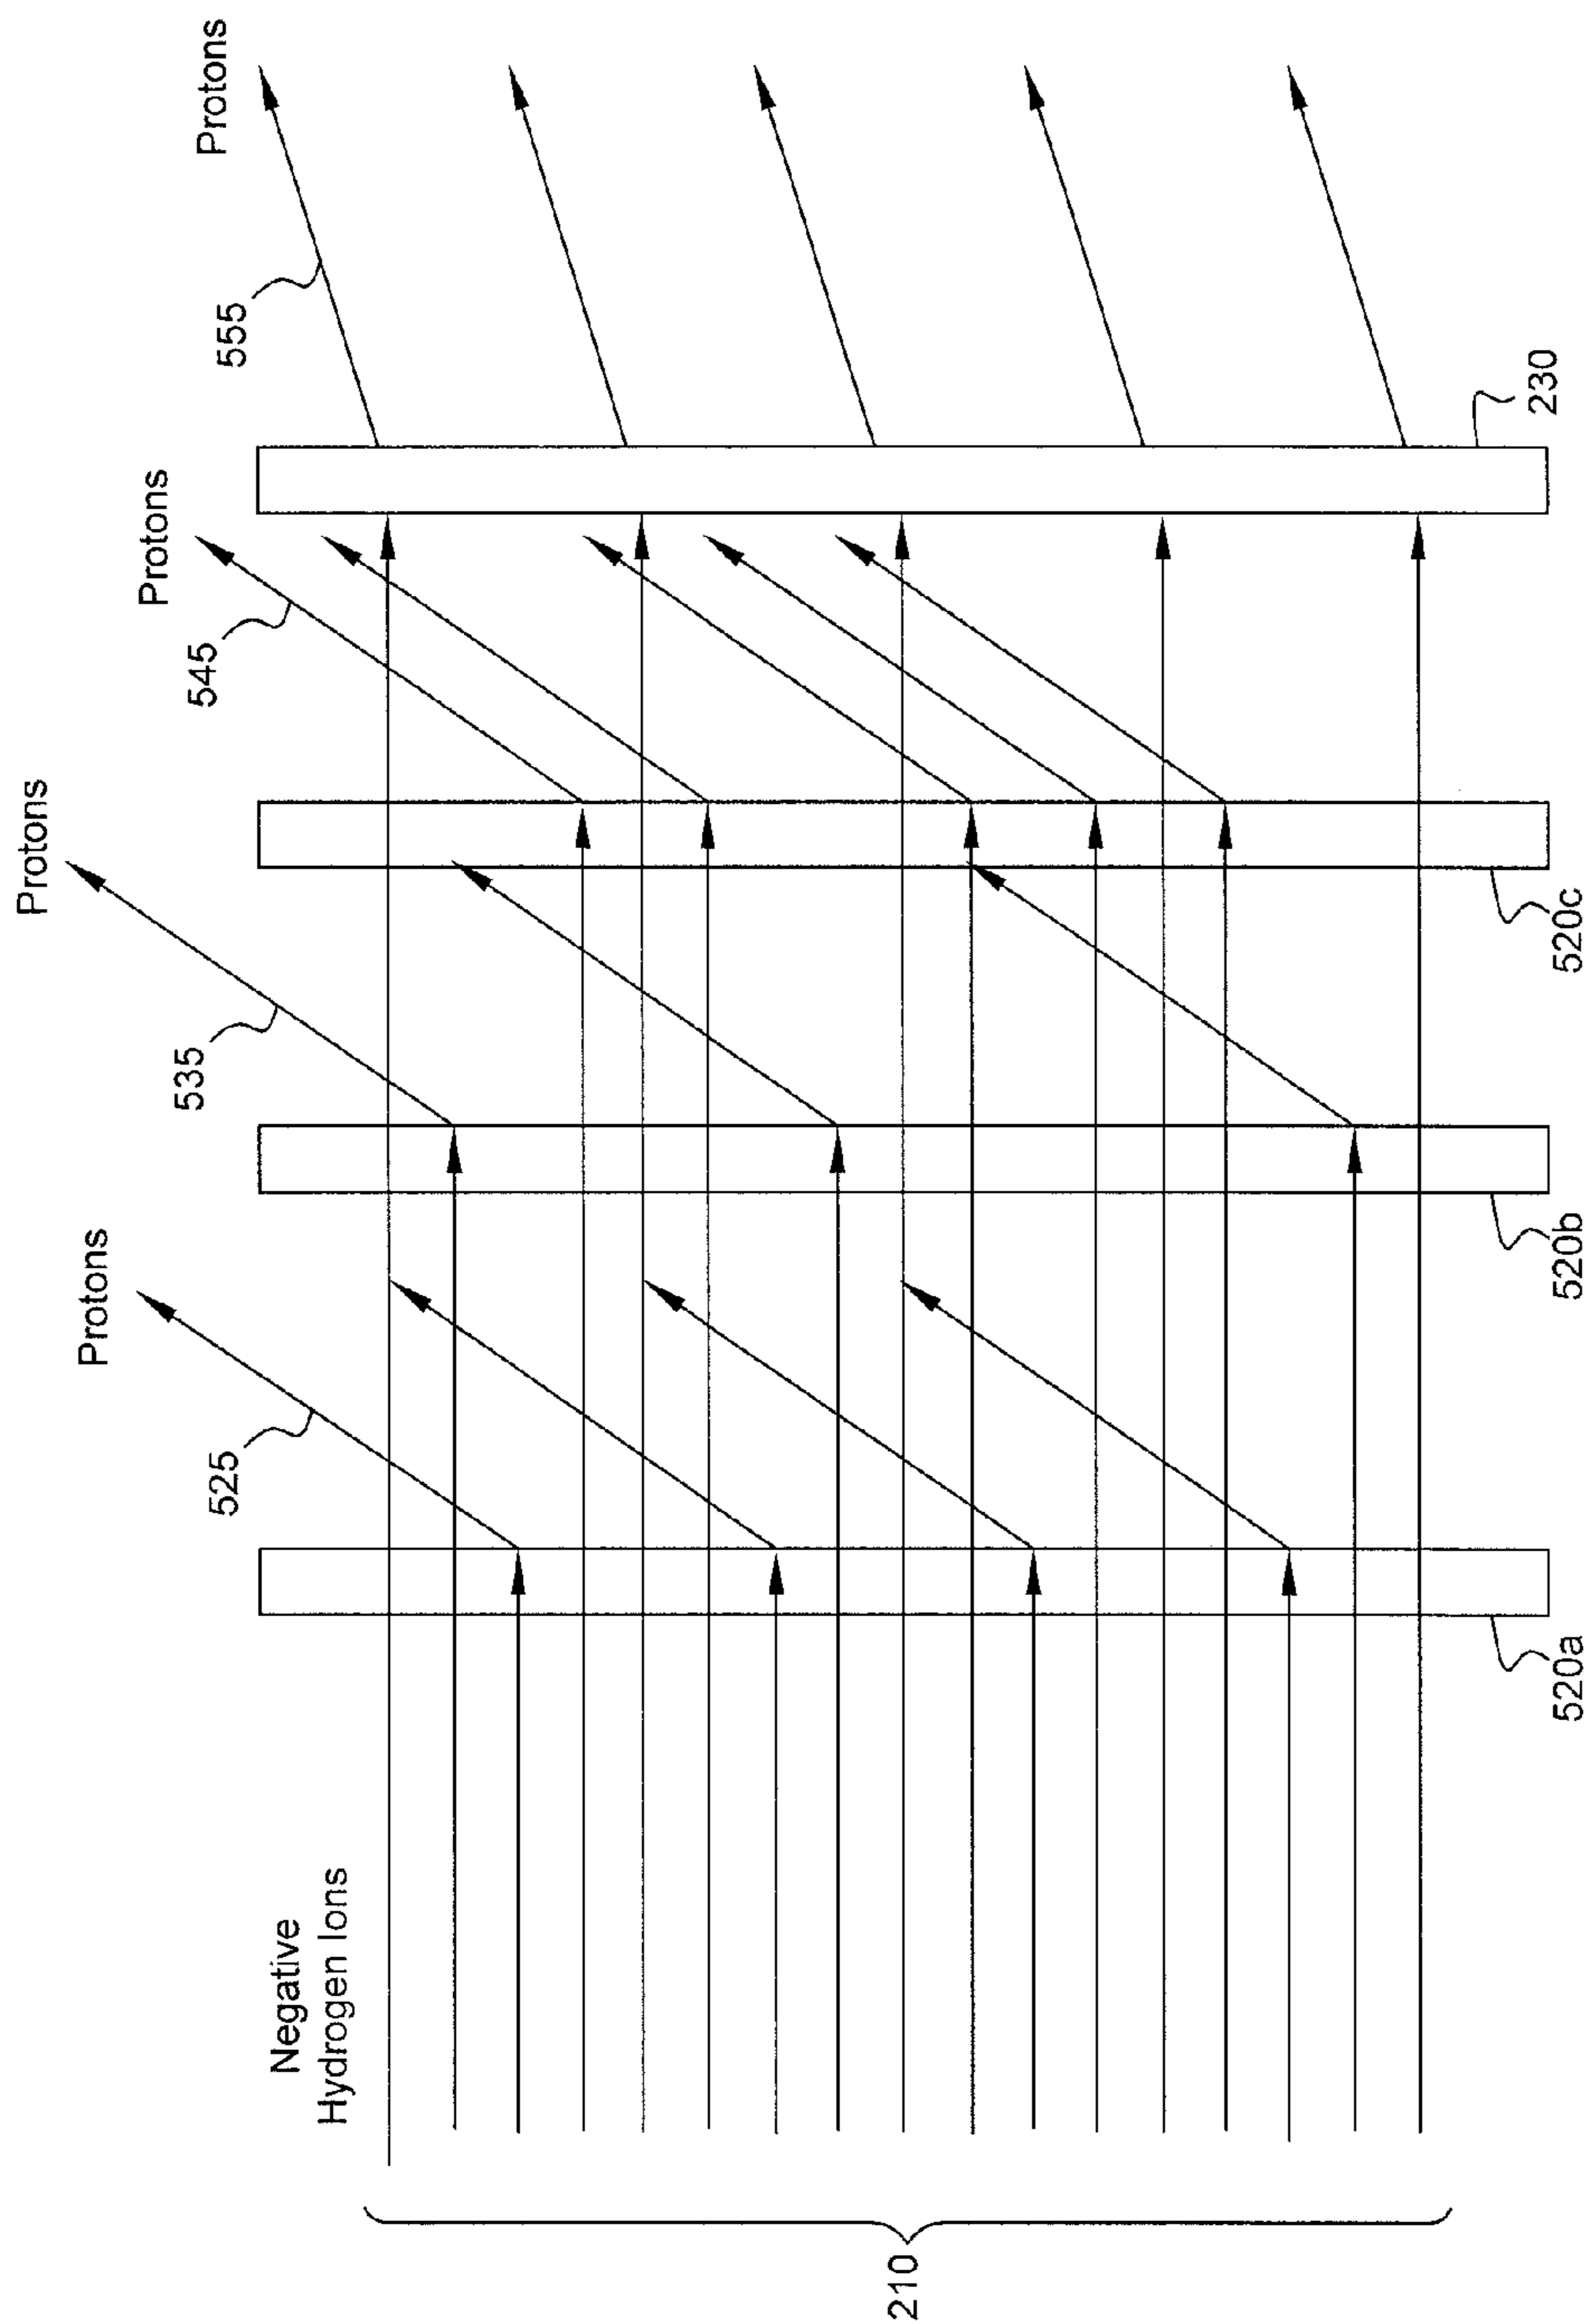 Negative
Hydrogen Ions
210
Protons
525
520a
Protons
535
520b
Protons
545
520c
Protons
555
230